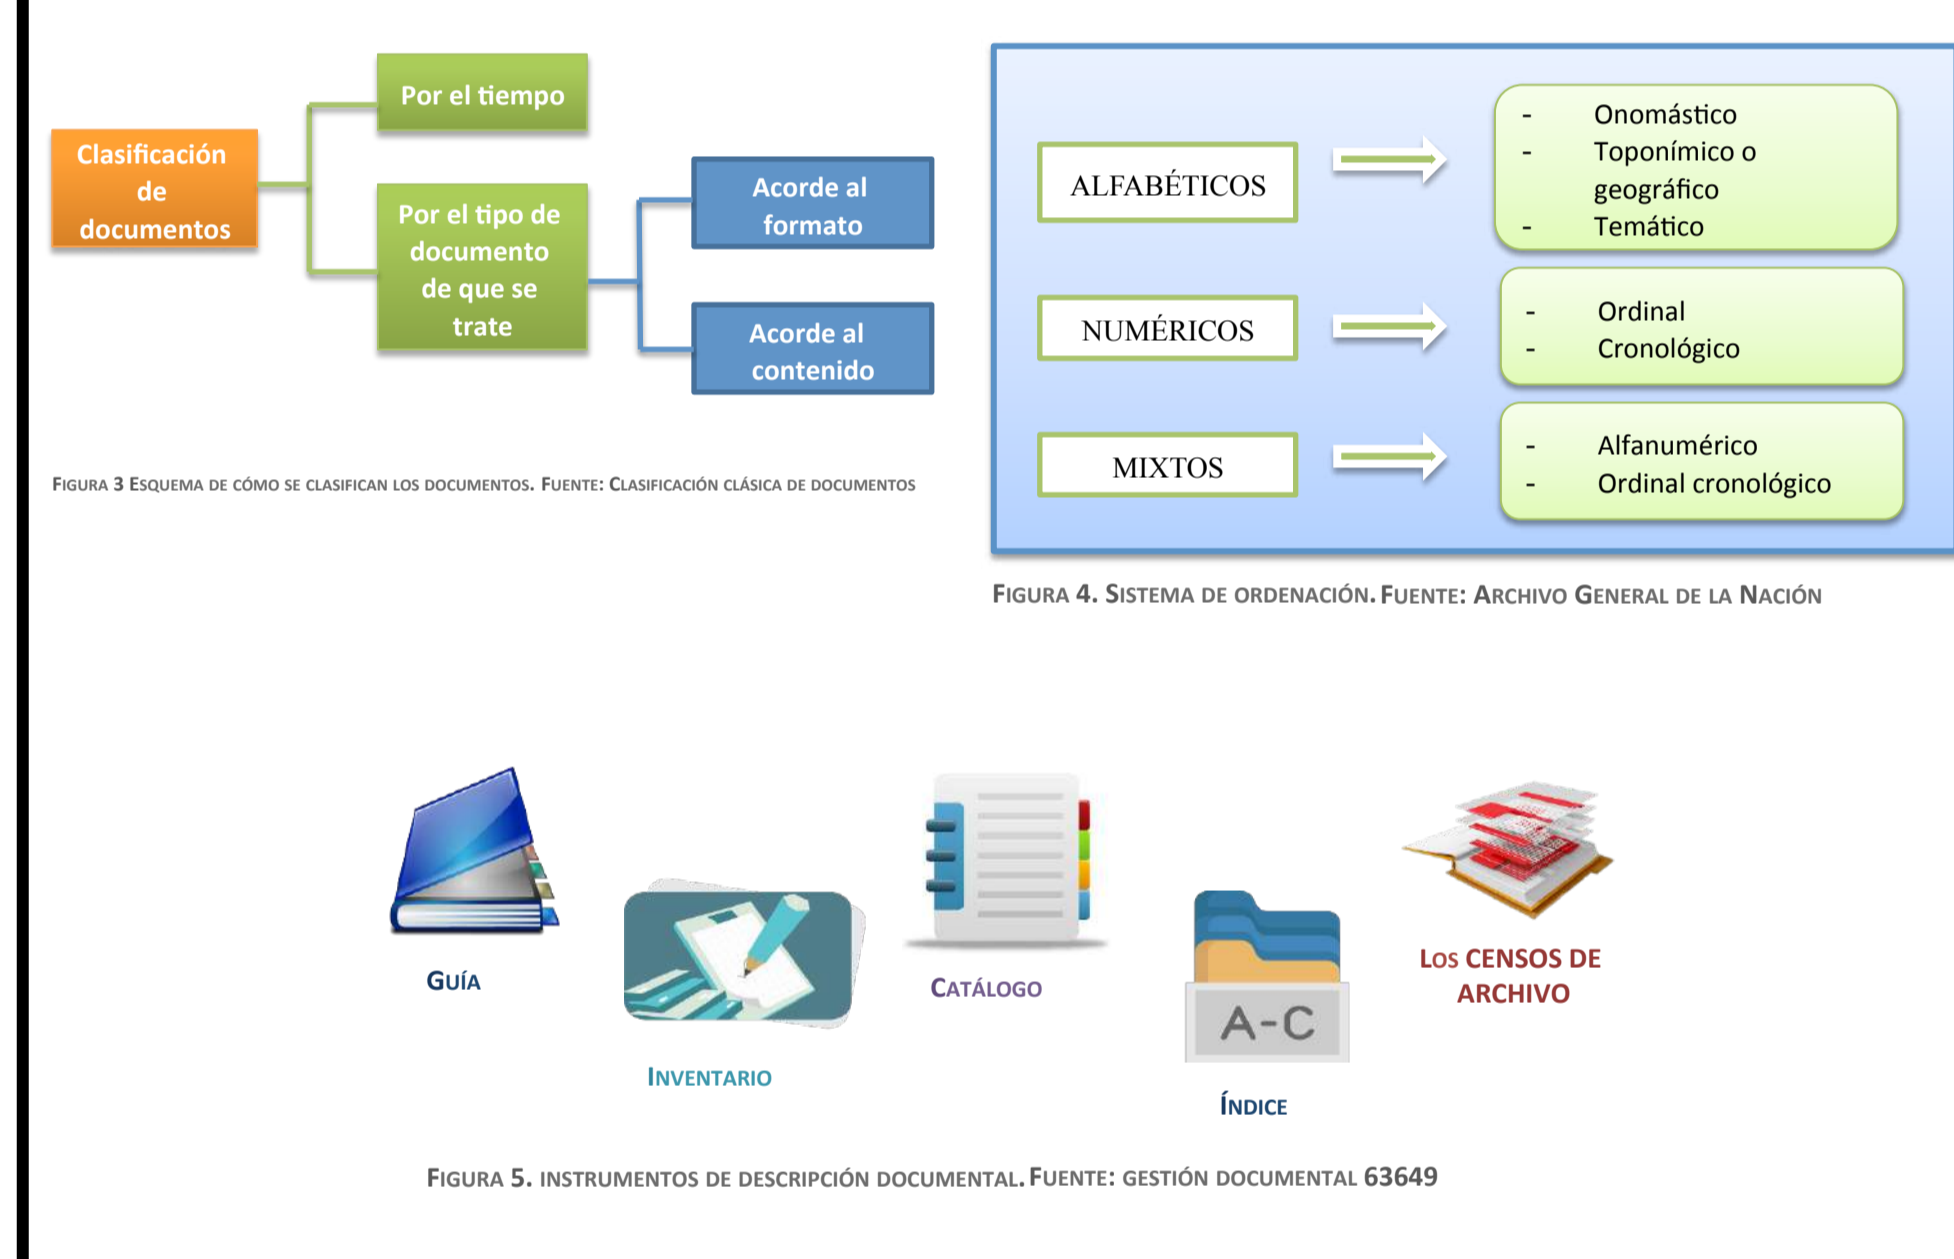 Clasificación
de
documentos
Por el tiempo
Por el tipo de
documento
de que se
trate
Acorde al
formato
Acorde al
contenido
FIGURA 3 ESQUEMA DE CÓMO SE CLASIFICAN LOS DOCUMENTOS. FUENTE: CLASIFICACIÓN CLÁSICA DE DOCUMENTOS
ALFABÉTICOS
- Onomástico
- Toponímico o
geográfico
- Temático
NUMÉRICOS
- Ordinal
- Cronológico
MIXTOS
- Alfanumérico
- Ordinal cronológico
FIGURA 4. SISTEMA DE ORDENACIÓN. FUENTE: ARCHIVO GENERAL DE LA NACIÓN
GUÍA
INVENTARIO
CATÁLOGO
A-C
ÍNDICE
LOS CENSOS DE
ARCHIVO
FIGURA 5. INSTRUMENTOS DE DESCRIPCIÓN DOCUMENTAL. FUENTE: GESTIÓN DOCUMENTAL 63649